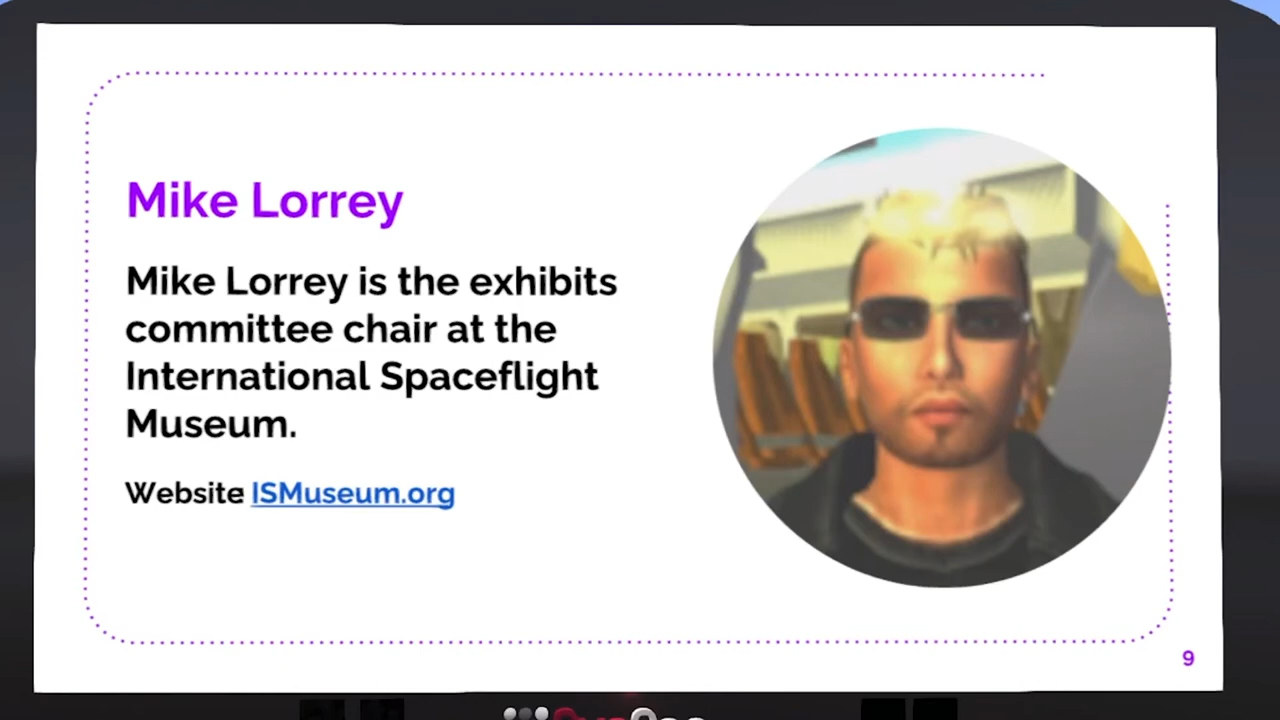 Mike Lorrey
Mike Lorrey is the exhibits
committee chair at the
International Spaceflight
Museum.
Website: ISMuseum.org
9